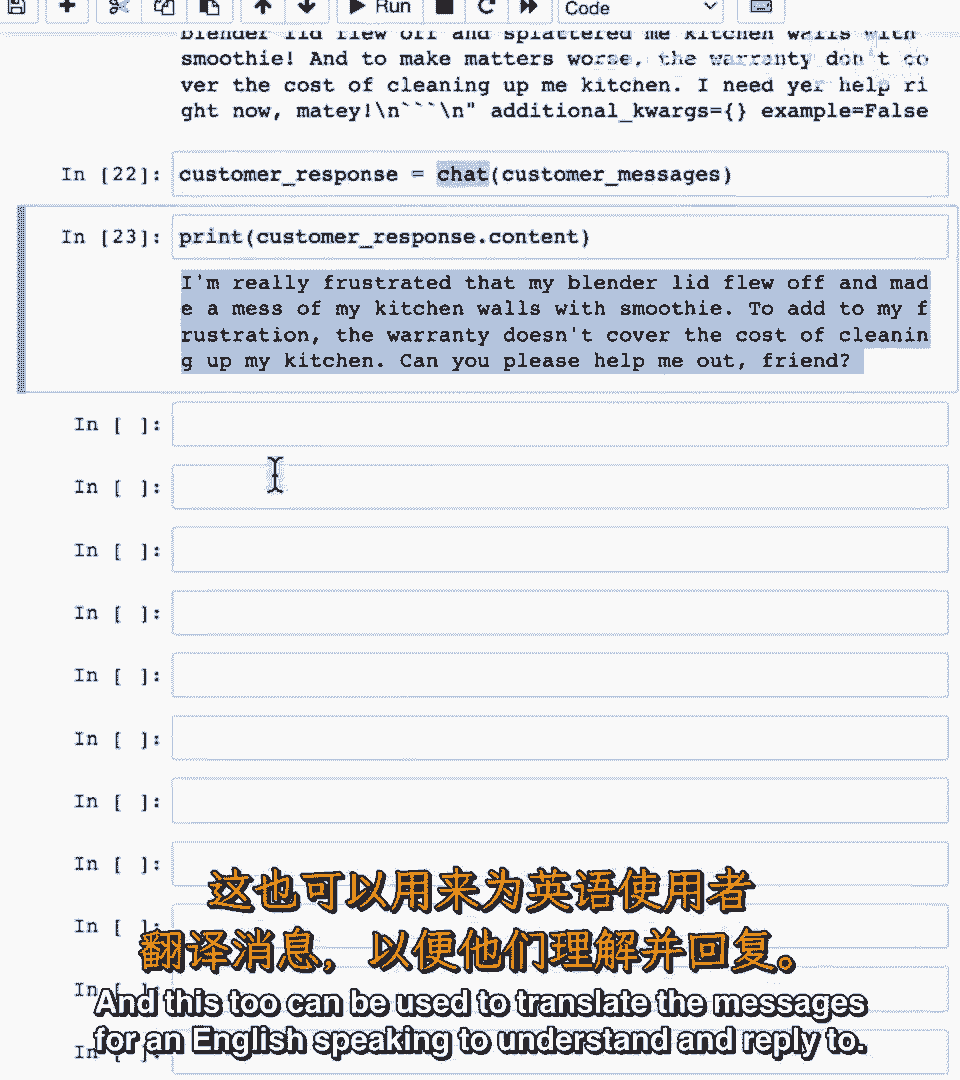 Run
Code
blender lid flew off and splattered me kitchen walls with
smoothie! And to make matters worse, the warranty don't co
ver the cost of cleaning up me kitchen. I need yer help ri
ght now, matey!\n```\n" additional_kwargs={} example=False
In [22]: customer_response = chat(customer_messages)
In [23]: print(customer_response.content)
I'm really frustrated that my blender lid flew off and mad
e a mess of my kitchen walls with smoothie. To add to my f
rustration, the warranty doesn't cover the cost of cleanin
g up my kitchen. Can you please help me out, friend?
In [ ]:
In [ ]:
In [ ]:
In [ ]:
In [ ]:
In [ ]:
In [ ]:
In [ ]:
这也可以用来为英语使用者
In [ ]:
翻译消息，以便他们理解并回复。
In [ ]:
And this too can be used to translate the messages
for an English speaking to understand and reply to.
In [ ]: